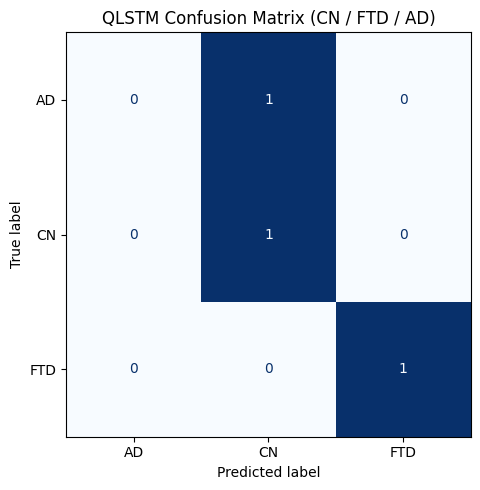 QLSTM Confusion Matrix (CN / FTD / AD)
True label
AD
0 1 0
CN
0 1 0
FTD
0 0 1
AD CN FTD
Predicted label